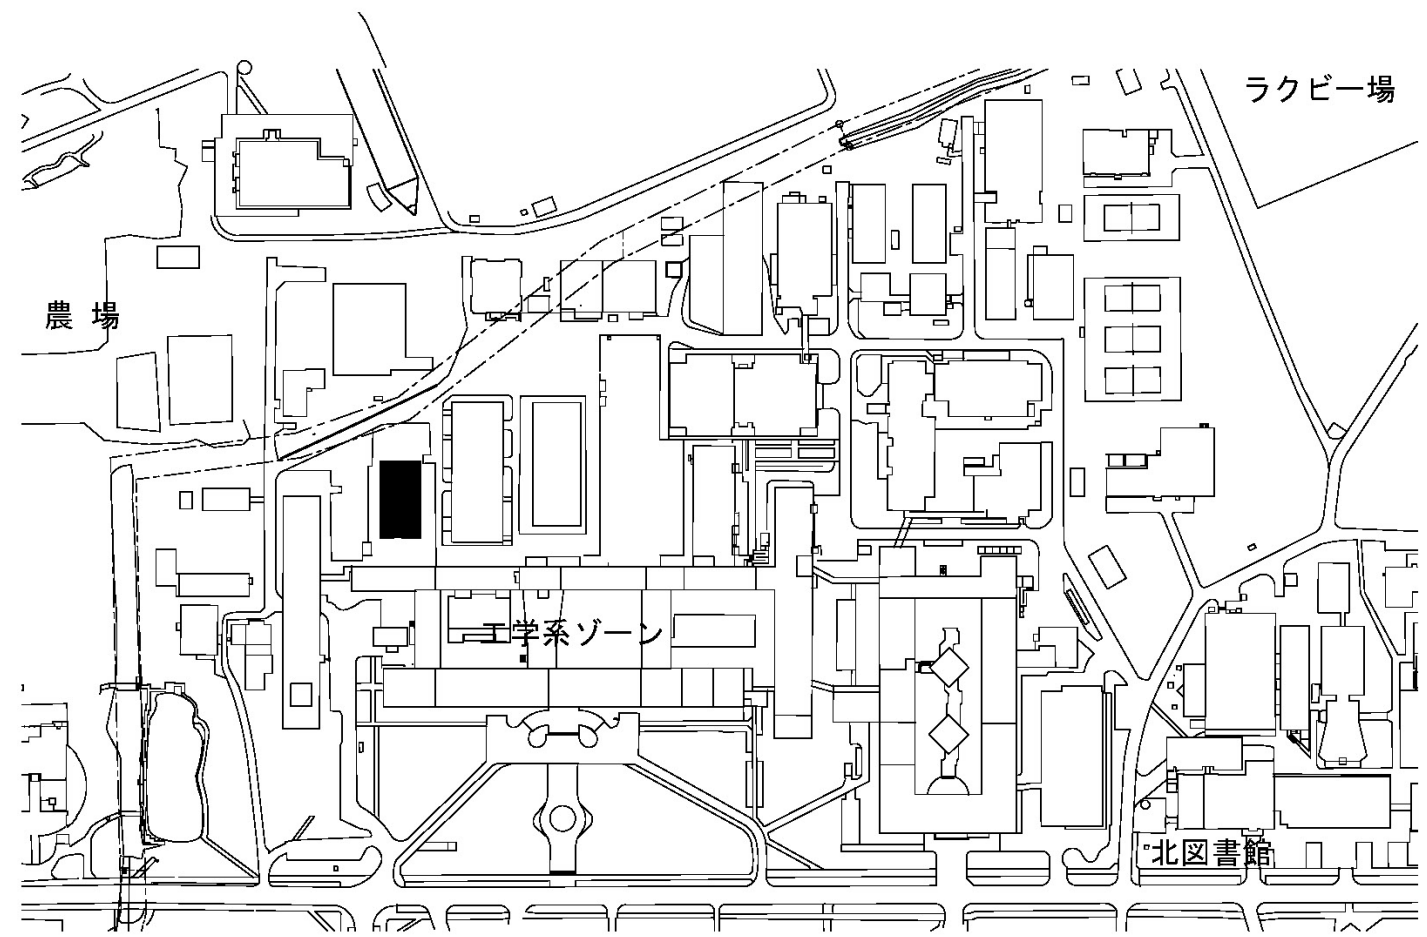 ラクビー場
農 場
工学系ゾーン
北図書館